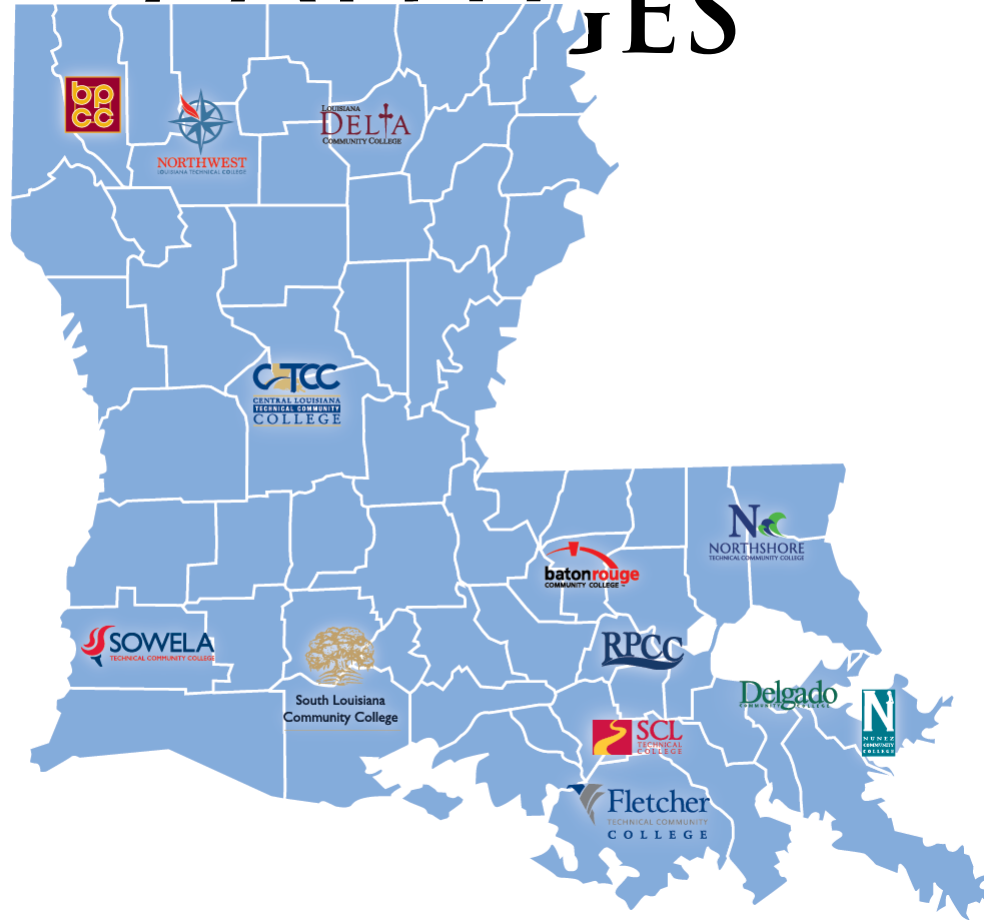 GES
bp
cc
NORTHWEST
LOUISIANA TECHNICAL COLLEGE
LOUISIANA
DELTA
COMMUNITY COLLEGE
CLTCC
CENTRAL LOUISIANA
TECHNICAL COMMUNITY
COLLEGE
N
NORTHSHORE
TECHNICAL COMMUNITY COLLEGE
batonrouge
COMMUNITY COLLEGE
SOWELA
TECHNICAL COMMUNITY COLLEGE
RPCC
South Louisiana
Community College
Delgado
COMMUNITY COLLEGE
N
NUNEZ
COMMUNITY
COLLEGE
SCL
TECHNICAL
COLLEGE
Fletcher
TECHNICAL COMMUNITY
COLLEGE